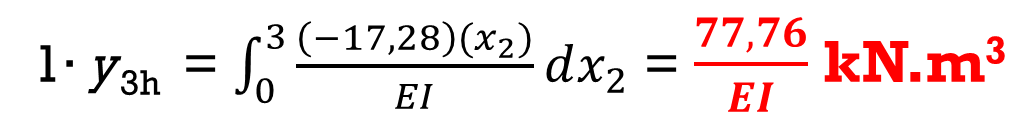 1· y₃ₕ = ∫₀³ (−17,28)(x₂)/EI dx₂ = 77,76/EI kN.m³